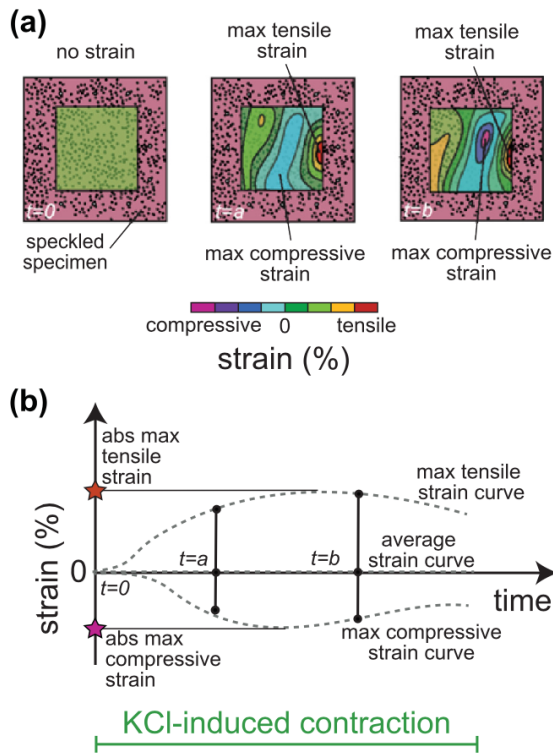 (a)
no strain
max tensile
strain
max tensile
strain
t=0
t=a
t=b
speckled
specimen
max compressive
strain
max compressive
strain
compressive
0
tensile
strain (%)
(b)
abs max
tensile
strain
max tensile
strain curve
strain (%)
0
t=0
t=a
t=b
average
strain curve
time
abs max
compressive
strain
max compressive
strain curve
KCl-induced contraction